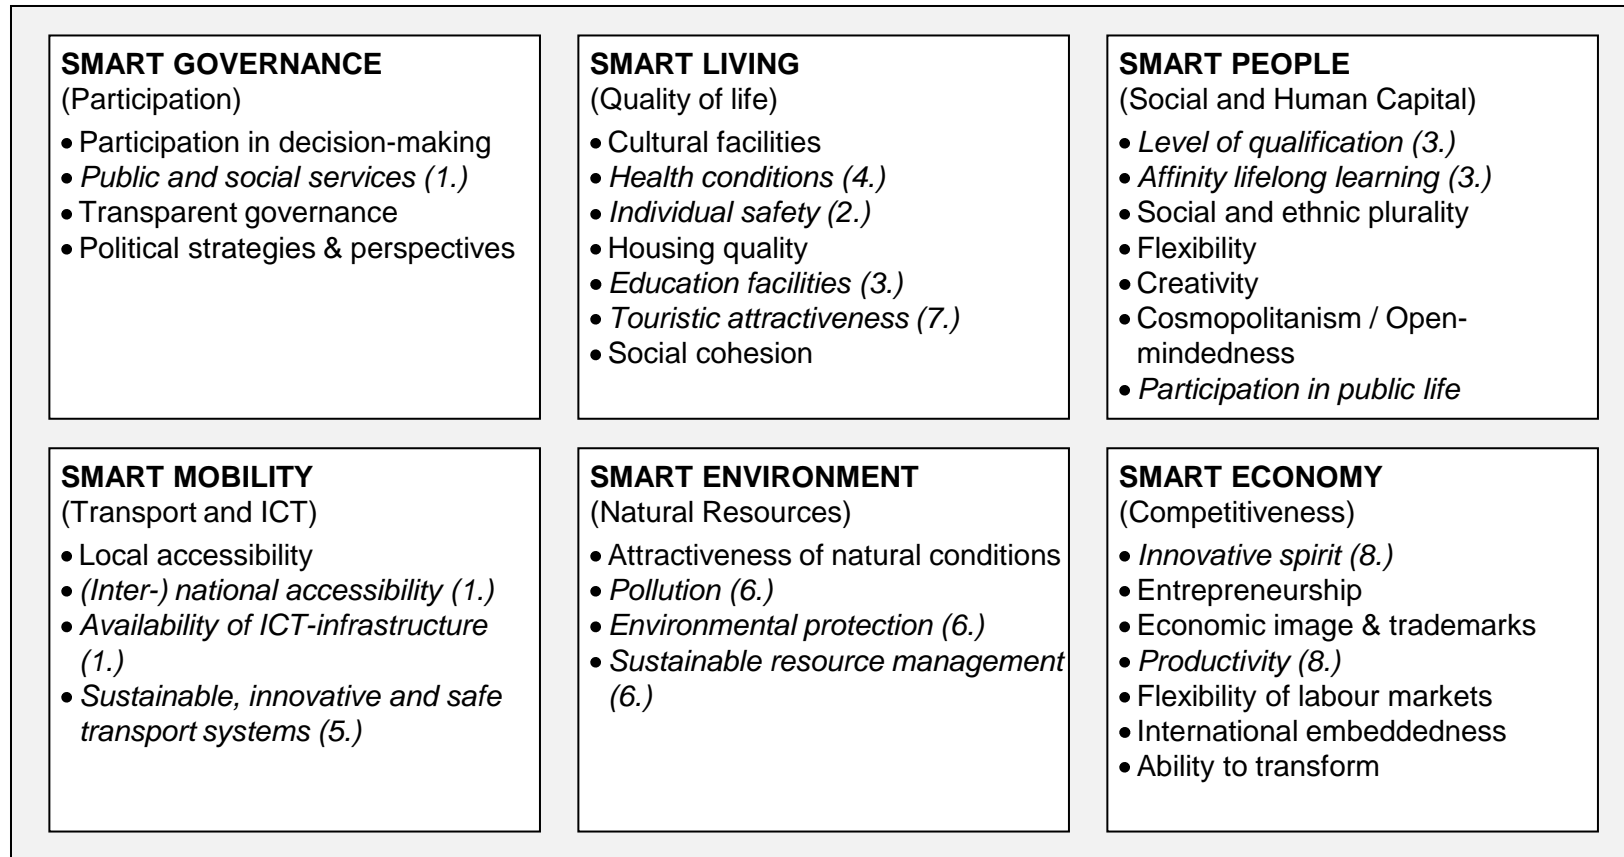 SMART GOVERNANCE
(Participation)
• Participation in decision-making
• Public and social services (1.)
• Transparent governance
• Political strategies & perspectives
SMART LIVING
(Quality of life)
• Cultural facilities
• Health conditions (4.)
• Individual safety (2.)
• Housing quality
• Education facilities (3.)
• Touristic attractiveness (7.)
• Social cohesion
SMART PEOPLE
(Social and Human Capital)
• Level of qualification (3.)
• Affinity lifelong learning (3.)
• Social and ethnic plurality
• Flexibility
• Creativity
• Cosmopolitanism / Open-
mindedness
• Participation in public life
SMART MOBILITY
(Transport and ICT)
• Local accessibility
• (Inter-) national accessibility (1.)
• Availability of ICT-infrastructure
(1.)
• Sustainable, innovative and safe
transport systems (5.)
SMART ENVIRONMENT
(Natural Resources)
• Attractiveness of natural conditions
• Pollution (6.)
• Environmental protection (6.)
• Sustainable resource management
(6.)
SMART ECONOMY
(Competitiveness)
• Innovative spirit (8.)
• Entrepreneurship
• Economic image & trademarks
• Productivity (8.)
• Flexibility of labour markets
• International embeddedness
• Ability to transform